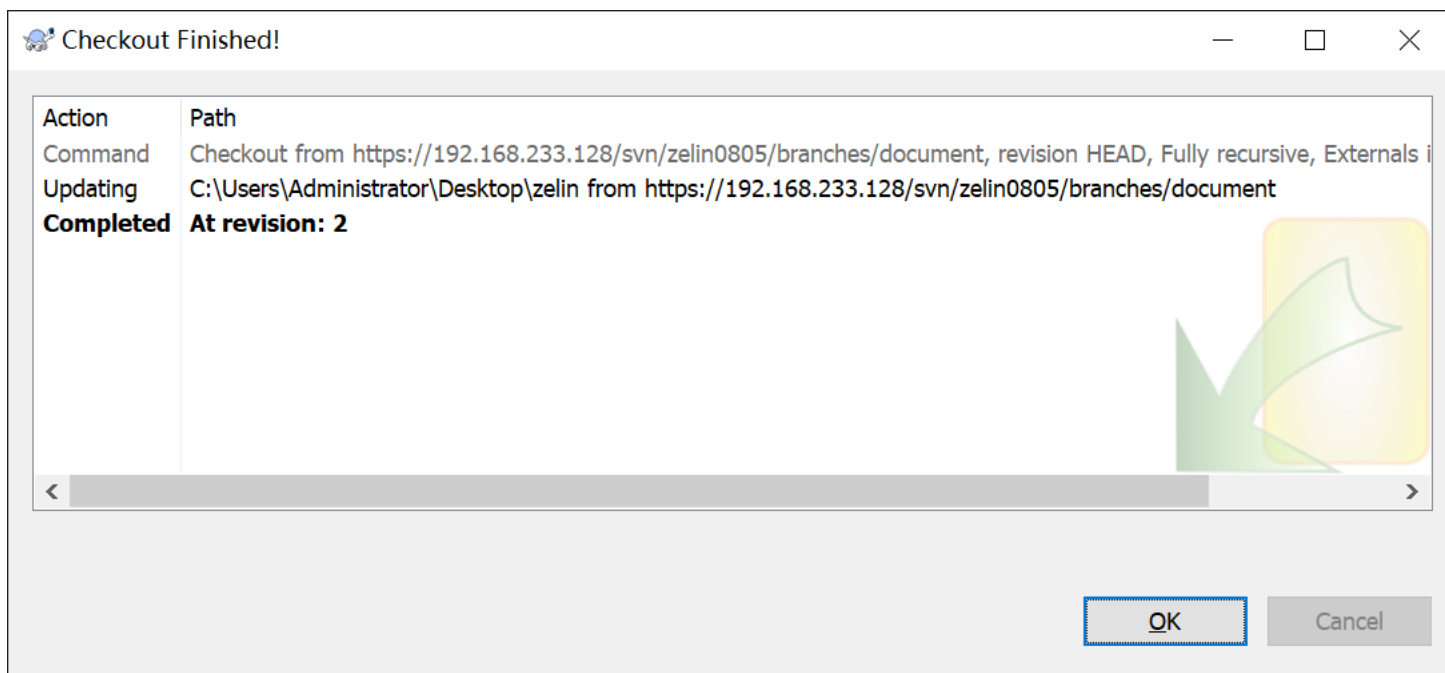 Checkout Finished!
Action Path
Command Checkout from https://192.168.233.128/svn/zelin0805/branches/document, revision HEAD, Fully recursive, Externals i
Updating C:\Users\Administrator\Desktop\zelin from https://192.168.233.128/svn/zelin0805/branches/document
Completed At revision: 2
OK Cancel